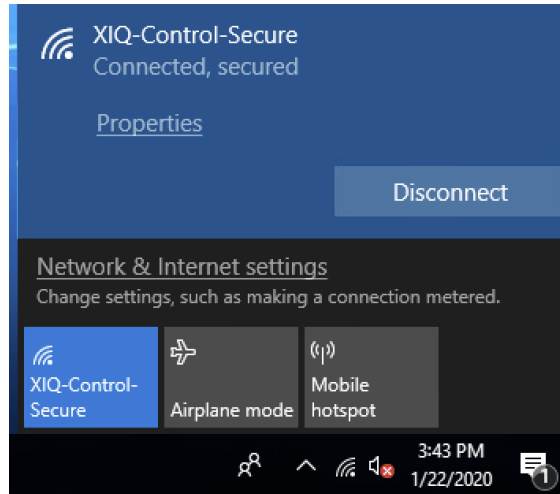 XIQ-Control-Secure
Connected, secured
Properties
Disconnect
Network & Internet settings
Change settings, such as making a connection metered.
XIQ-Control-
Secure
Airplane mode
Mobile
hotspot
3:43 PM
1/22/2020
1